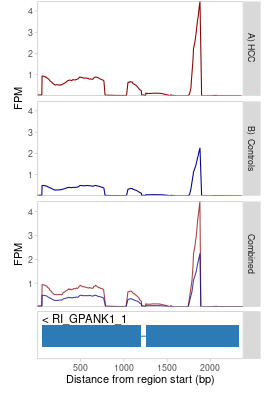 4
3
2
1
FPM
A) HCC
4
3
2
1
B) Controls
4
3
2
1
FPM
Combined
< RI_GPANK1_1
500 1000 1500 2000
Distance from region start (bp)